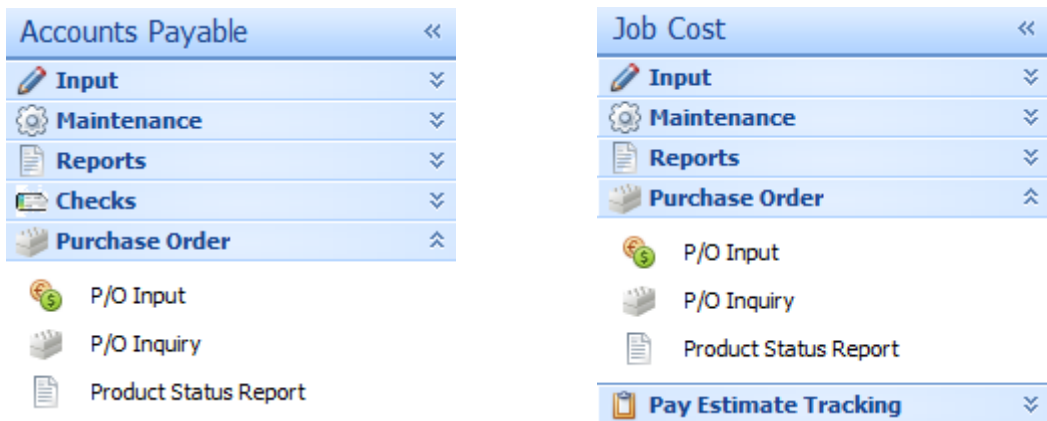 Accounts Payable
Input
Maintenance
Reports
Checks
Purchase Order
P/O Input
P/O Inquiry
Product Status Report
Job Cost
Input
Maintenance
Reports
Purchase Order
P/O Input
P/O Inquiry
Product Status Report
Pay Estimate Tracking